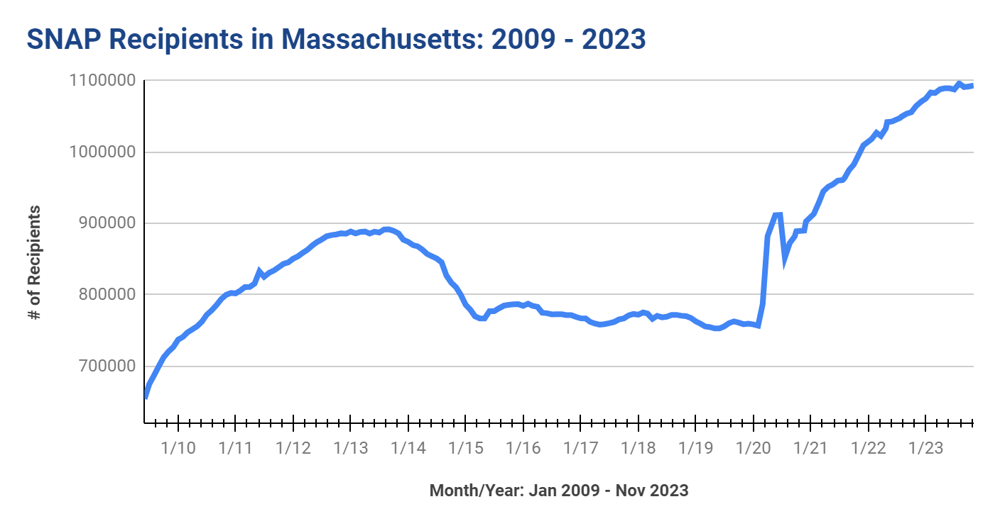 SNAP Recipients in Massachusetts: 2009 - 2023
1100000
1000000
900000
800000
700000
# of Recipients
1/10 1/11 1/12 1/13 1/14 1/15 1/16 1/17 1/18 1/19 1/20 1/21 1/22 1/23
Month/Year: Jan 2009 - Nov 2023